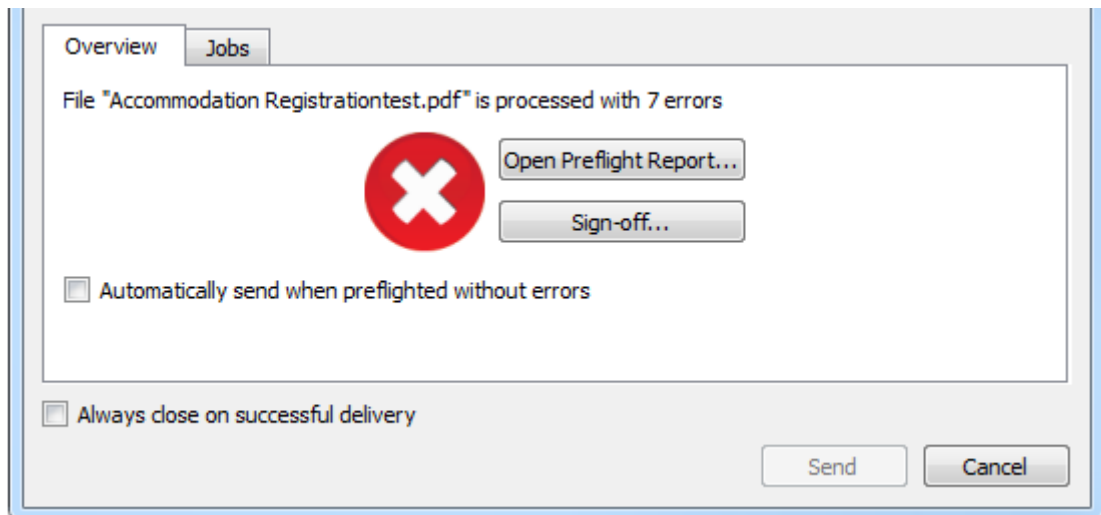 Overview
Jobs
File "Accommodation Registrationtest.pdf" is processed with 7 errors
Open Preflight Report...
Sign-off...
Automatically send when preflighted without errors
Always close on successful delivery
Send
Cancel